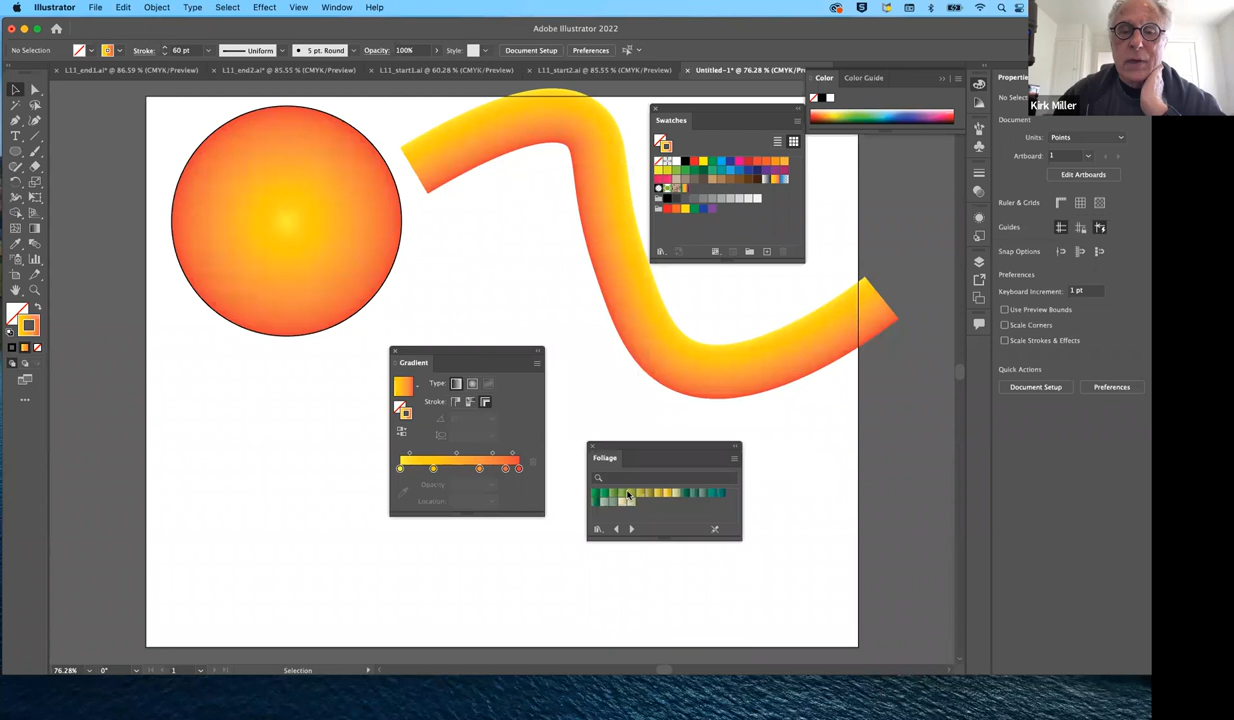 Illustrator File Edit Object Type Select Effect View Window Help
Adobe Illustrator 2022
No Selection Stroke: 60 pt Uniform 5 pt. Round Opacity: 100% Style: Document Setup Preferences
L11_end1.ai* @ 86.59 % (CMYK/Preview) L11_end2.ai* @ 85.55 % (CMYK/Preview) L11_start1.ai @ 60.28 % (CMYK/Preview) L11_start2.ai @ 85.55 % (CMYK/Preview) Untitled-1* @ 76.28 % (CMYK/Pre
Color Color Guide
Kirk Miller
Properties
No Selec
Document
Units: Points
Artboard: 1
Edit Artboards
Ruler & Grids
Guides
Snap Options
Preferences
Keyboard Increment: 1 pt
Use Preview Bounds
Scale Corners
Scale Strokes & Effects
Quick Actions
Document Setup Preferences
Swatches
Gradient
Type:
Stroke:
Opacity
Location:
Foliage
76.28% 0° 1 Selection